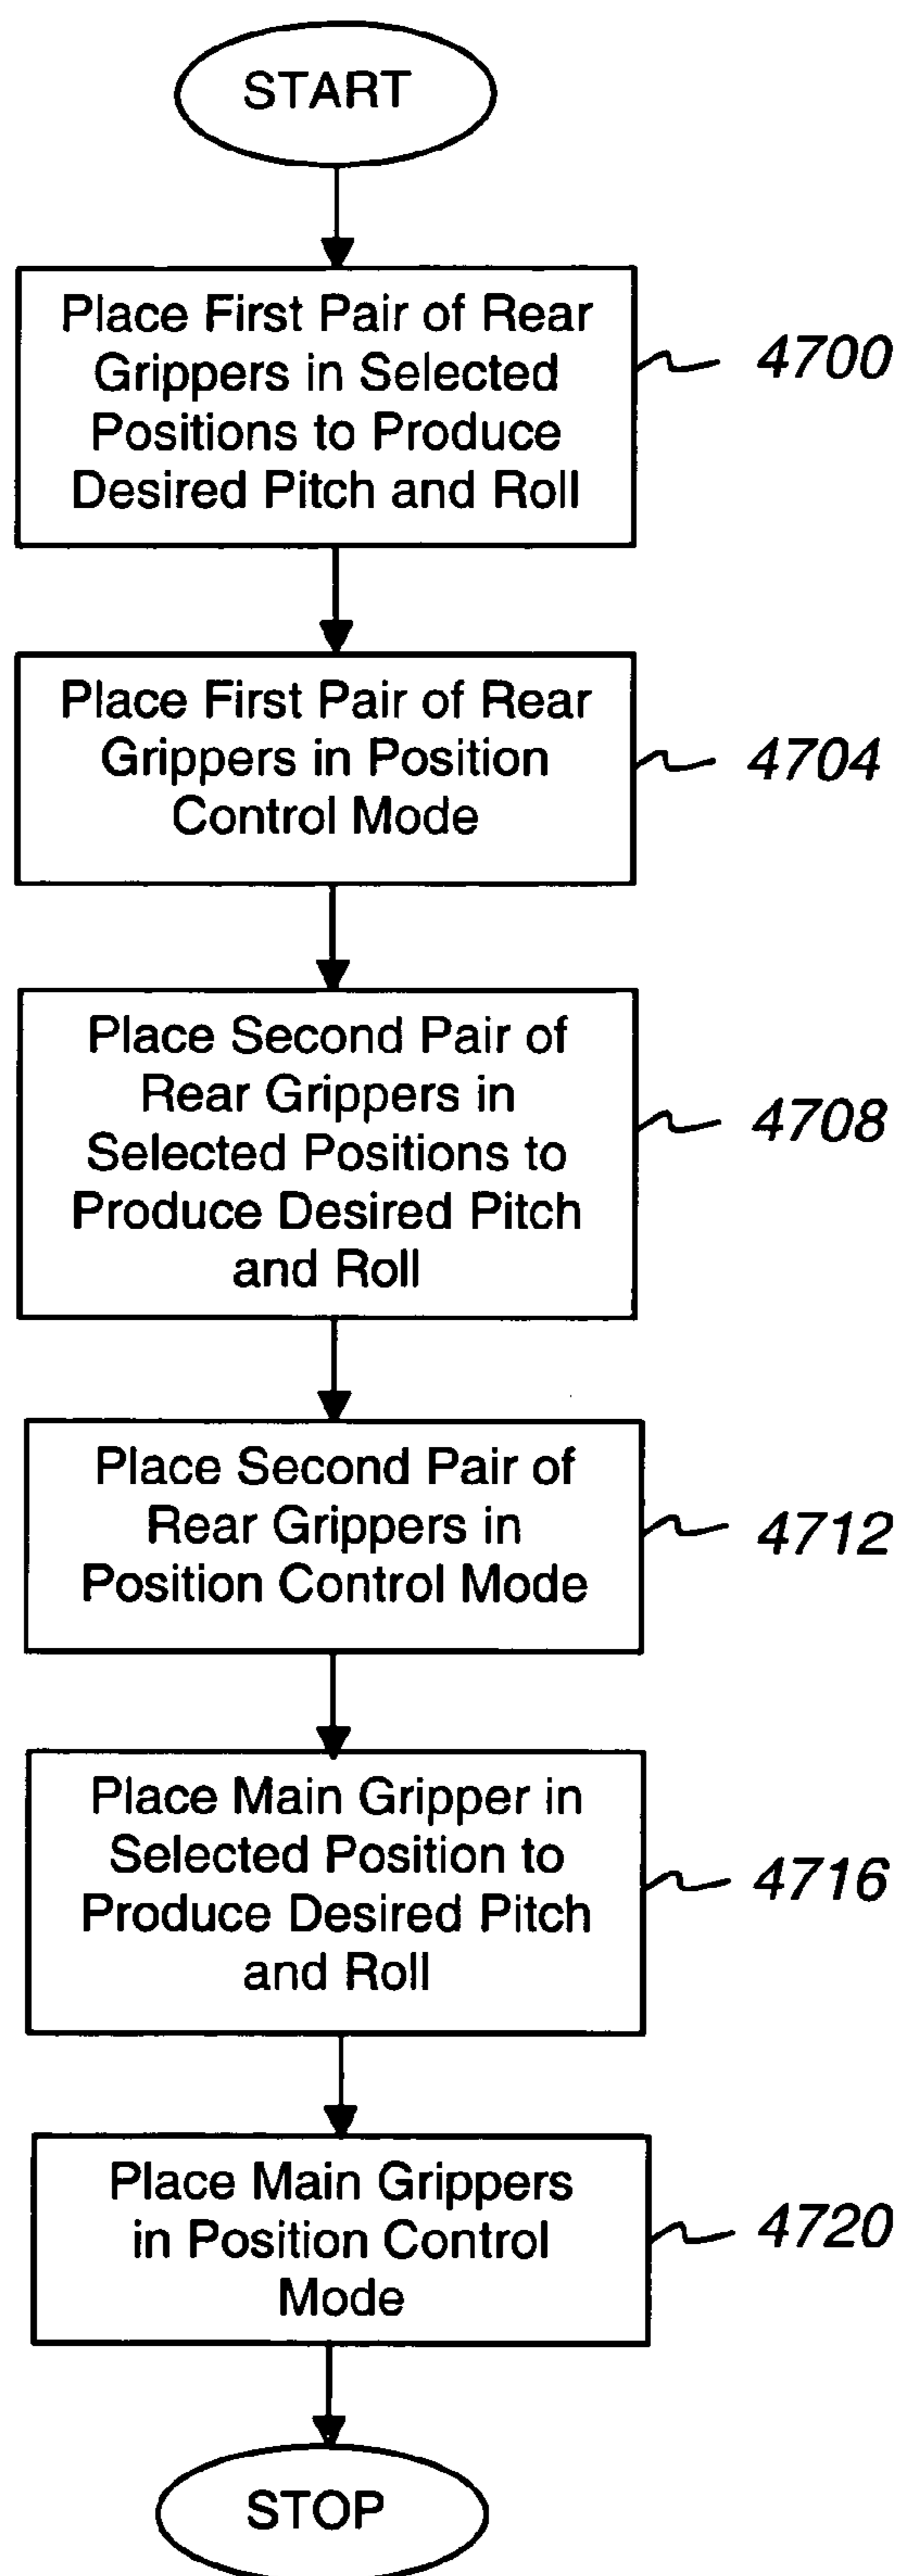 START
Place First Pair of Rear
Grippers in Selected
Positions to Produce
Desired Pitch and Roll
4700
Place First Pair of Rear
Grippers in Position
Control Mode
4704
Place Second Pair of
Rear Grippers in
Selected Positions to
Produce Desired Pitch
and Roll
4708
Place Second Pair of
Rear Grippers in
Position Control Mode
4712
Place Main Gripper in
Selected Position to
Produce Desired Pitch
and Roll
4716
Place Main Grippers
in Position Control
Mode
4720
STOP